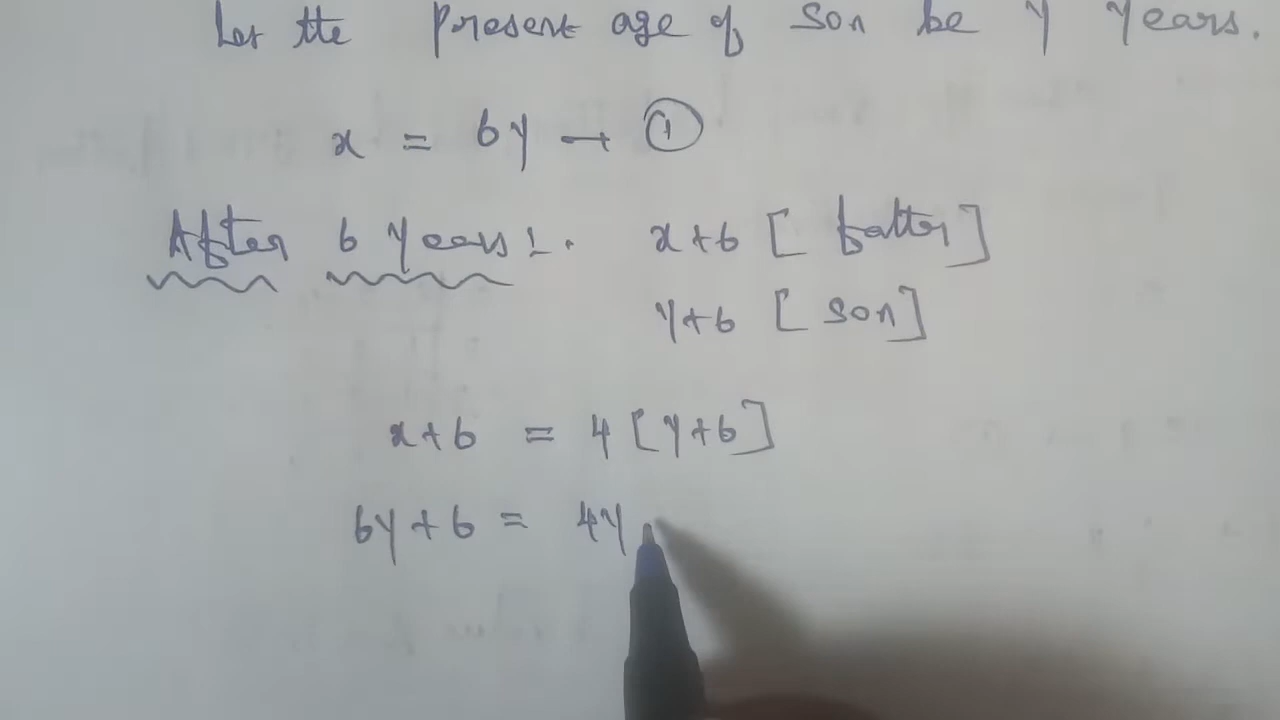 Let the present age of son be y years.
x = 6y → ①
After 6 years:. x+6 [father]
y+6 [son]
x+6 = 4[y+6]
6y+6 = 4y